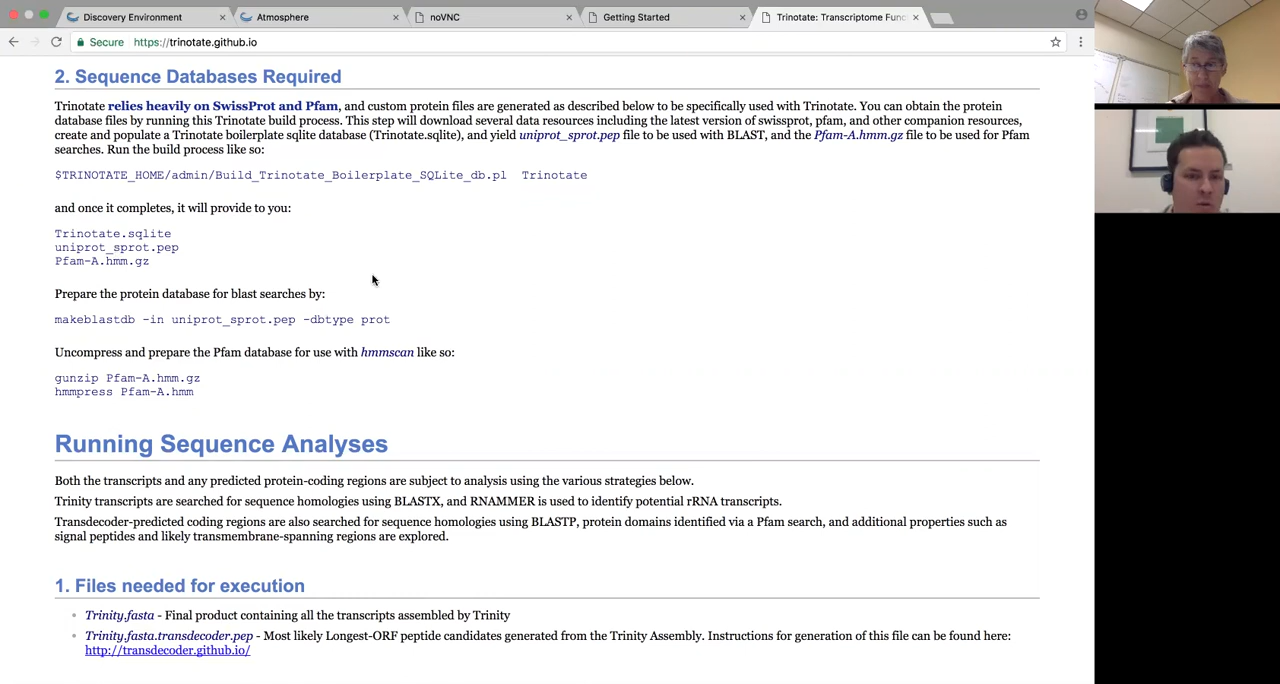 Discovery Environment
Atmosphere
noVNC
Getting Started
Trinotate: Transcriptome Func
Secure https://trinotate.github.io
2. Sequence Databases Required
Trinotate relies heavily on SwissProt and Pfam, and custom protein files are generated as described below to be specifically used with Trinotate. You can obtain the protein
database files by running this Trinotate build process. This step will download several data resources including the latest version of swissprot, pfam, and other companion resources,
create and populate a Trinotate boilerplate sqlite database (Trinotate.sqlite), and yield uniprot_sprot.pep file to be used with BLAST, and the Pfam-A.hmm.gz file to be used for Pfam
searches. Run the build process like so:
$TRINOTATE_HOME/admin/Build_Trinotate_Boilerplate_SQLite_db.pl  Trinotate
and once it completes, it will provide to you:
Trinotate.sqlite
uniprot_sprot.pep
Pfam-A.hmm.gz
Prepare the protein database for blast searches by:
makeblastdb -in uniprot_sprot.pep -dbtype prot
Uncompress and prepare the Pfam database for use with hmmscan like so:
gunzip Pfam-A.hmm.gz
hmmpress Pfam-A.hmm
Running Sequence Analyses
Both the transcripts and any predicted protein-coding regions are subject to analysis using the various strategies below.
Trinity transcripts are searched for sequence homologies using BLASTX, and RNAMMER is used to identify potential rRNA transcripts.
Transdecoder-predicted coding regions are also searched for sequence homologies using BLASTP, protein domains identified via a Pfam search, and additional properties such as
signal peptides and likely transmembrane-spanning regions are explored.
1. Files needed for execution
Trinity.fasta - Final product containing all the transcripts assembled by Trinity
Trinity.fasta.transdecoder.pep - Most likely Longest-ORF peptide candidates generated from the Trinity Assembly. Instructions for generation of this file can be found here:
http://transdecoder.github.io/